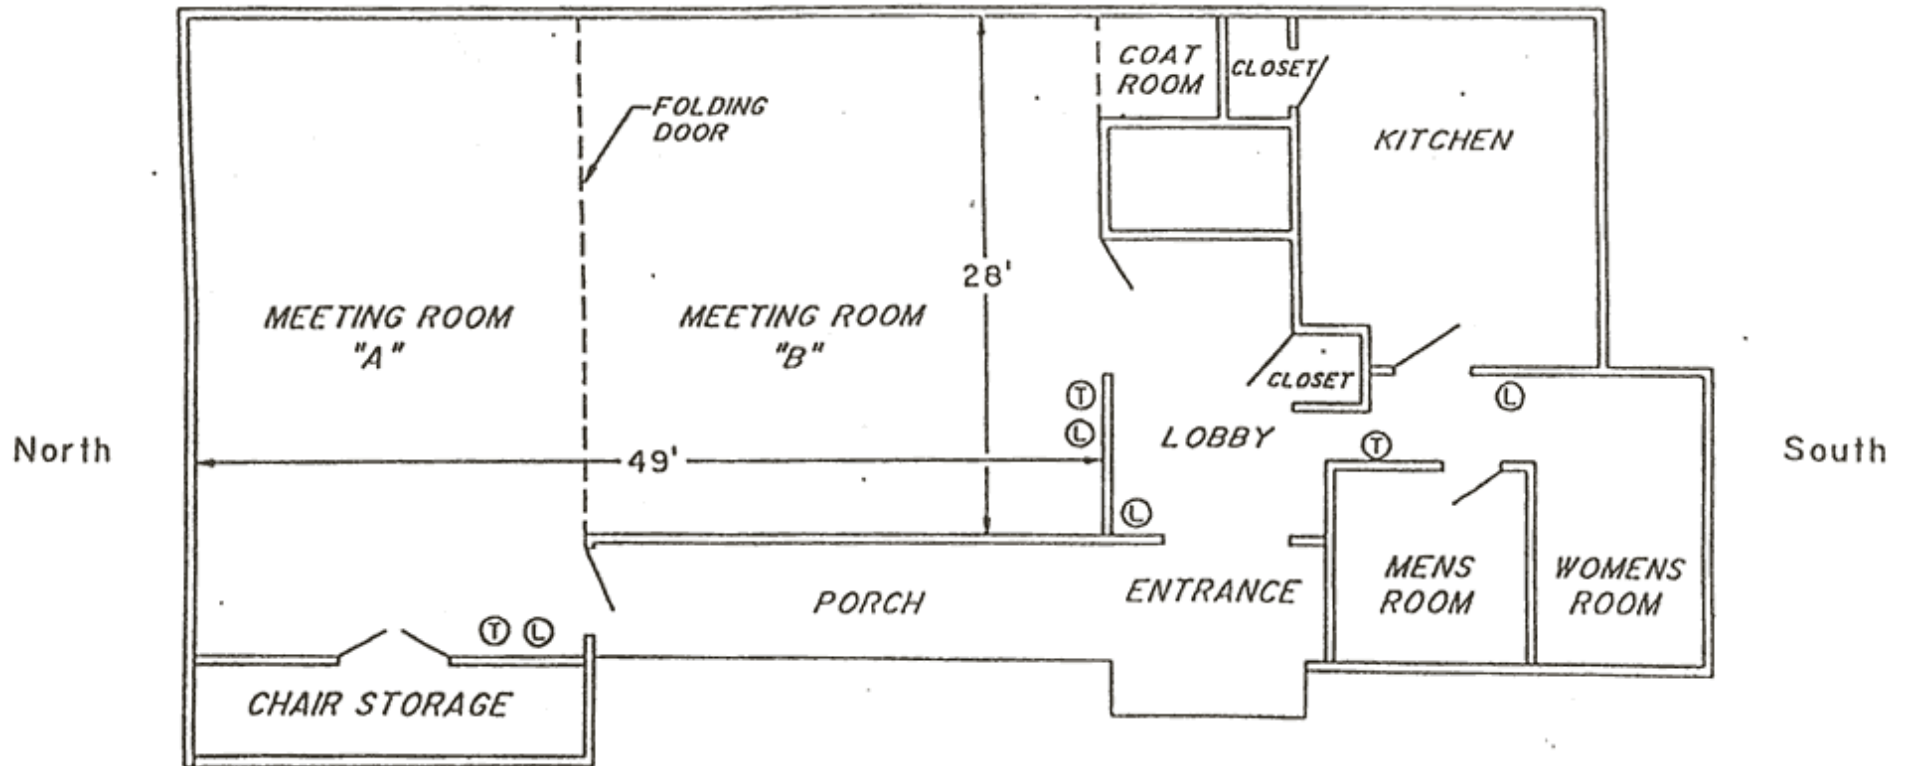 COAT
ROOM
CLOSET
FOLDING
DOOR
KITCHEN
28'
MEETING ROOM
"A"
MEETING ROOM
"B"
CLOSET
T
L
L
North
49'
LOBBY
T
South
L
MENS
ROOM
WOMENS
ROOM
PORCH
ENTRANCE
T L
CHAIR STORAGE